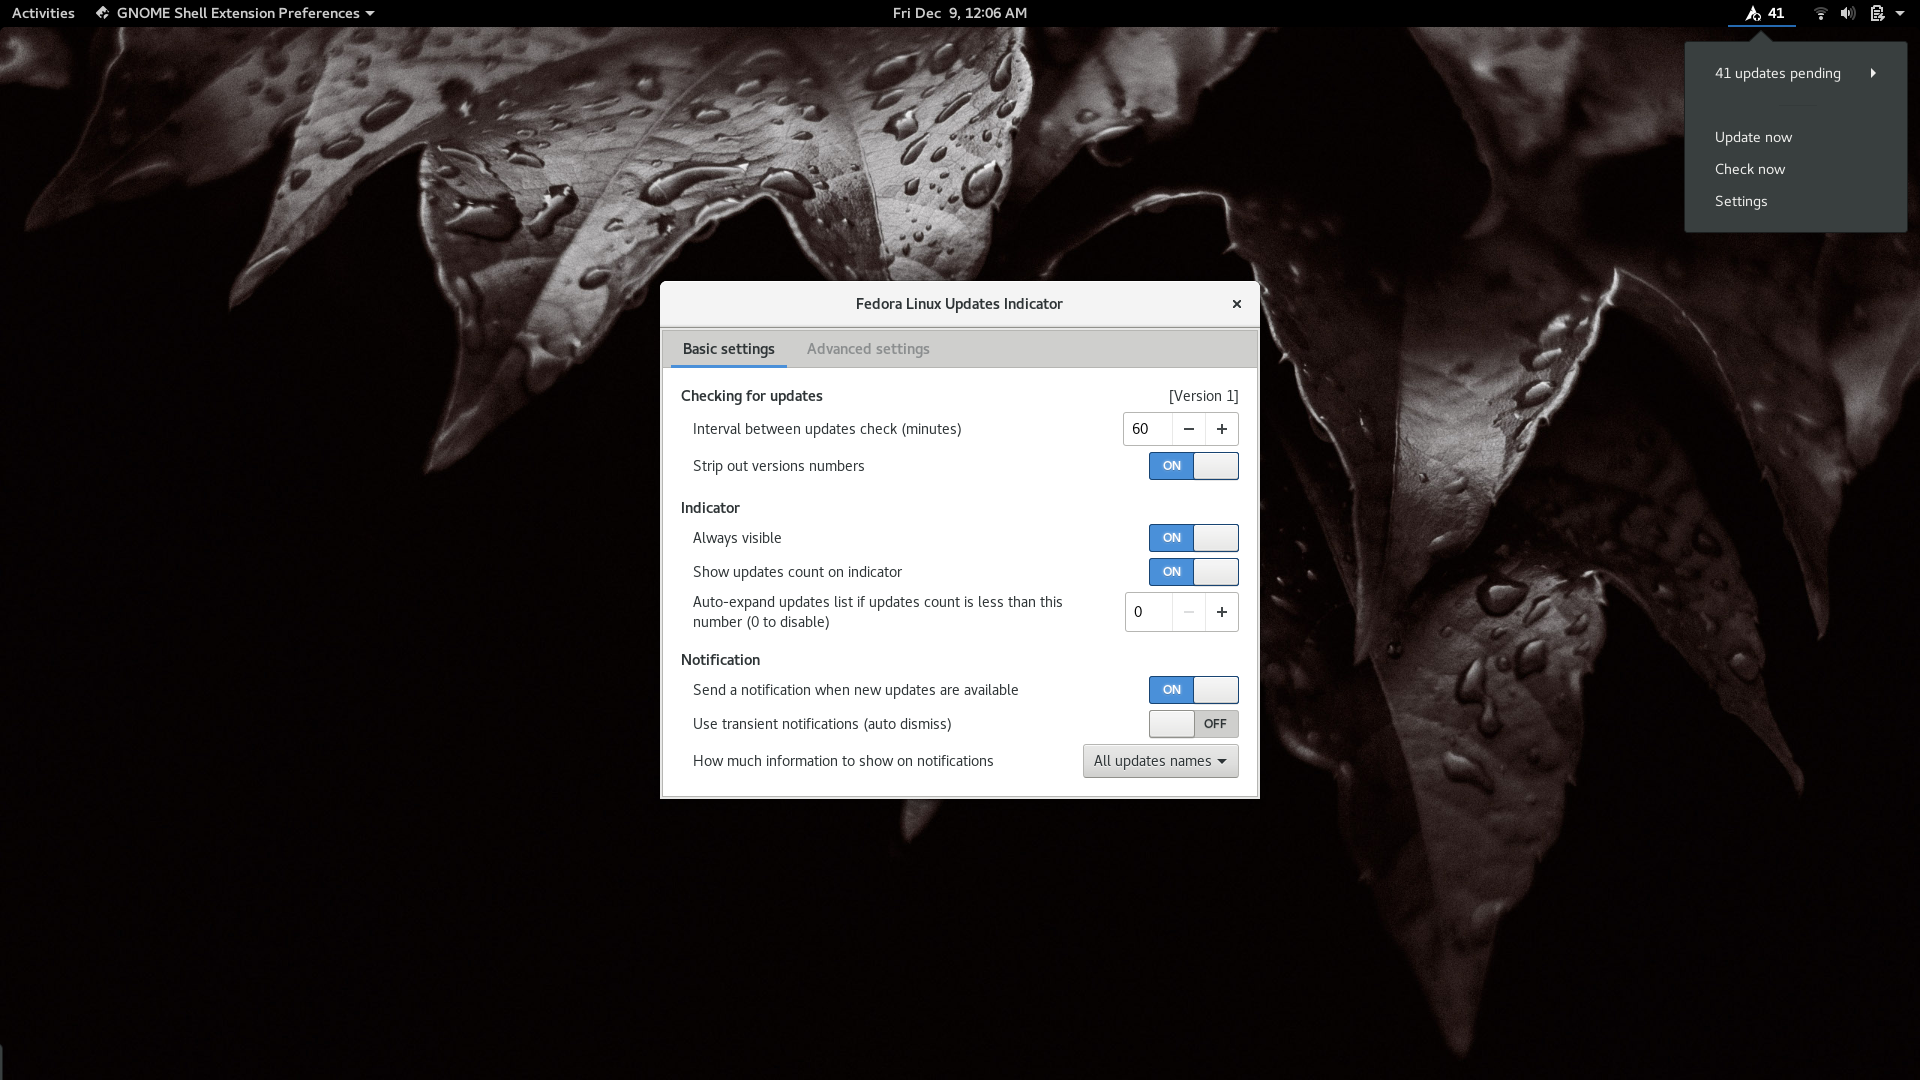 Activities GNOME Shell Extension Preferences Fri Dec 9, 12:06 AM 41
41 updates pending
Update now
Check now
Settings
Fedora Linux Updates Indicator
Basic settings Advanced settings
Checking for updates [Version 1]
Interval between updates check (minutes) 60
Strip out versions numbers ON
Indicator
Always visible ON
Show updates count on indicator ON
Auto-expand updates list if updates count is less than this
number (0 to disable) 0
Notification
Send a notification when new updates are available ON
Use transient notifications (auto dismiss) OFF
How much information to show on notifications All updates names